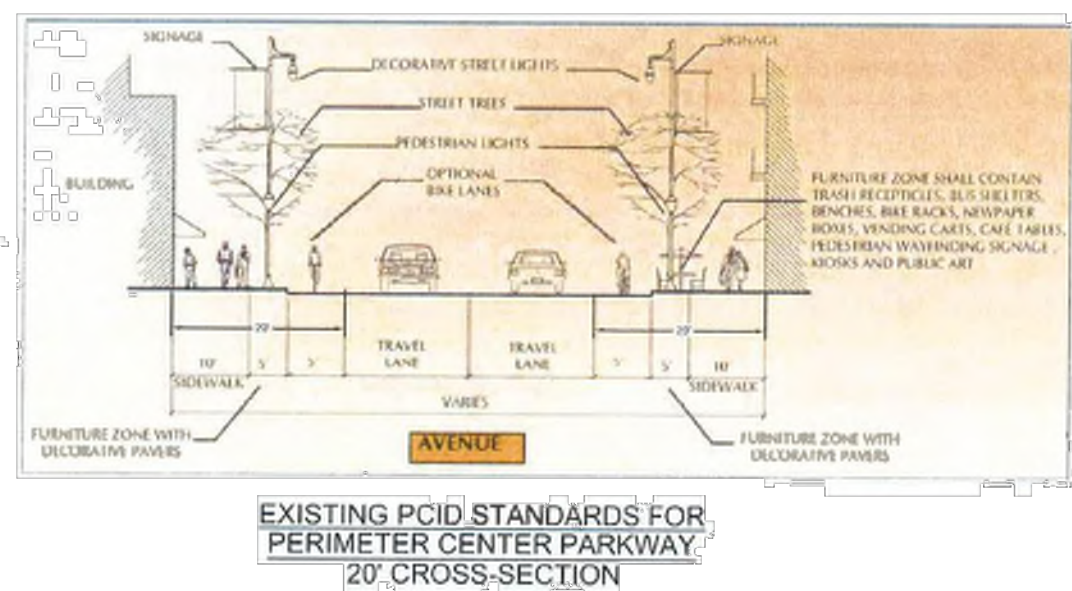 SIGNAGE
SIGNAGE
DECORATIVE STREET LIGHTS
STREET TREES
PEDESTRIAN LIGHTS
OPTIONAL
BIKE LANES
BUILDING
FURNITURE ZONE SHALL CONTAIN
TRASH RECEPTICLES, BUS SHELTERS,
BENCHES, BIKE RACKS, NEWPAPER
BOXES, VENDING CARTS, CAFE TABLES,
PEDESTRIAN WAYFINDING SIGNAGE,
KIOSKS AND PUBLIC ART
20'
20'
TRAVEL
LANE
TRAVEL
LANE
10'
5'
5'
5'
5'
10'
SIDEWALK
SIDEWALK
VARIES
FURNITURE ZONE WITH
DECORATIVE PAVERS
AVENUE
FURNITURE ZONE WITH
DECORATIVE PAVERS
EXISTING PCID STANDARDS FOR
PERIMETER CENTER PARKWAY
20' CROSS-SECTION